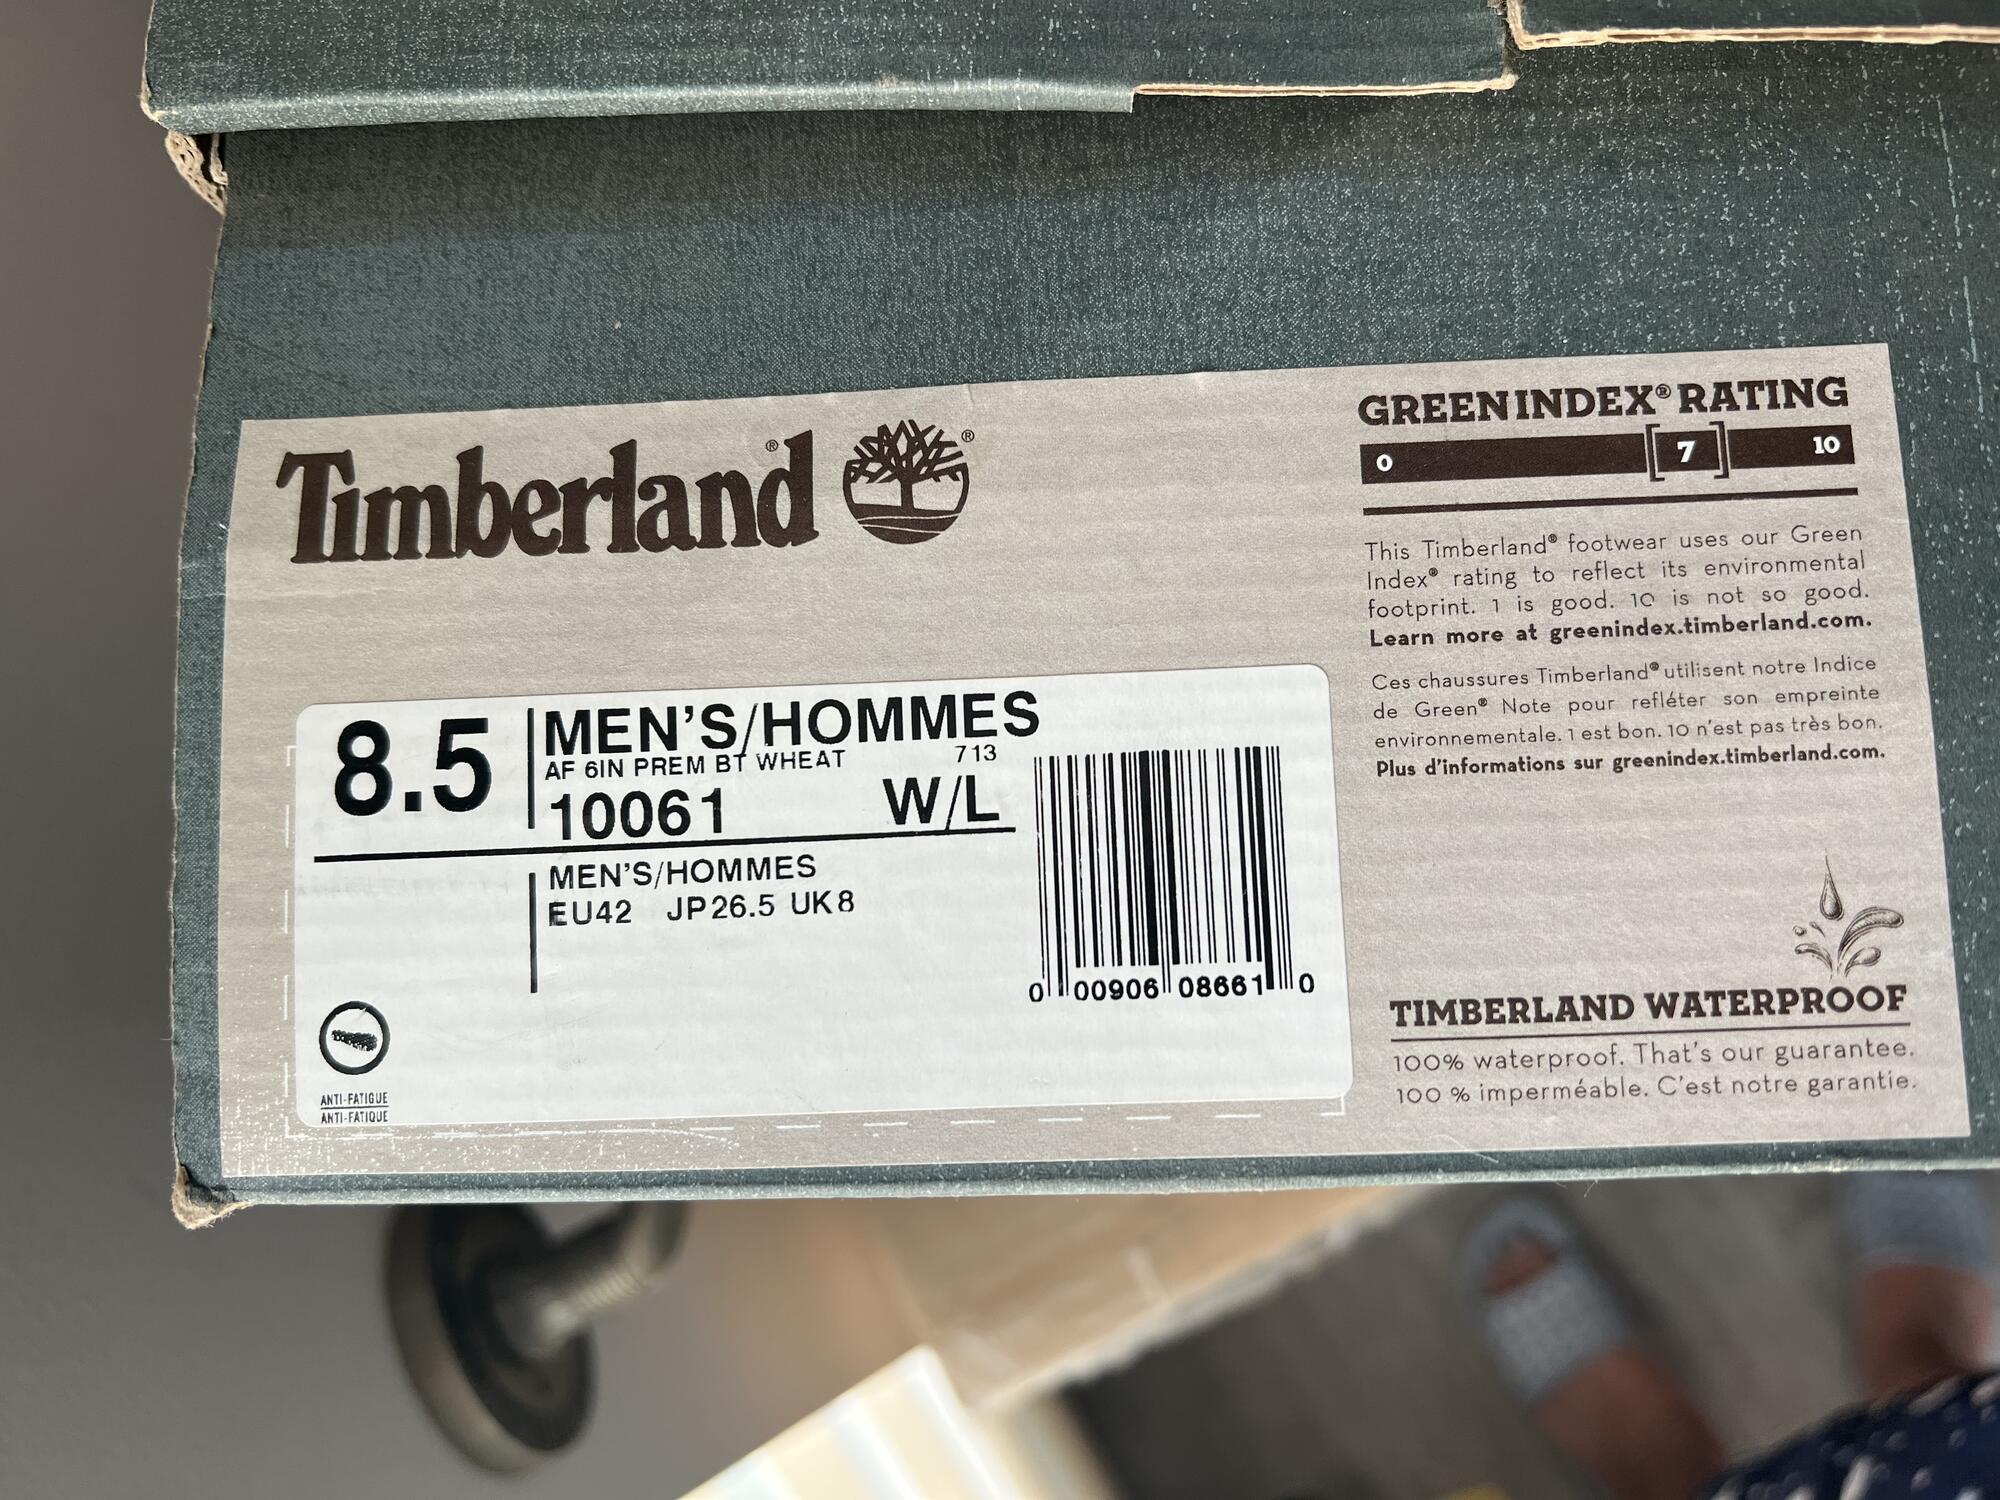 Timberland®
®
GREEN INDEX® RATING
0 7 10
This Timberland® footwear uses our Green
Index® rating to reflect its environmental
footprint. 1 is good. 10 is not so good.
Learn more at greenindex.timberland.com.
Ces chaussures Timberland® utilisent notre Indice
de Green® Note pour refléter son empreinte
environnementale. 1 est bon. 10 n'est pas très bon.
Plus d'informations sur greenindex.timberland.com.
8.5
MEN'S/HOMMES
AF 6IN PREM BT WHEAT 713
10061 W/L
MEN'S/HOMMES
EU42 JP26.5 UK8
0 00906 08661 0
ANTI-FATIGUE
ANTI-FATIQUE
TIMBERLAND WATERPROOF
100% waterproof. That's our guarantee.
100 % imperméable. C'est notre garantie.